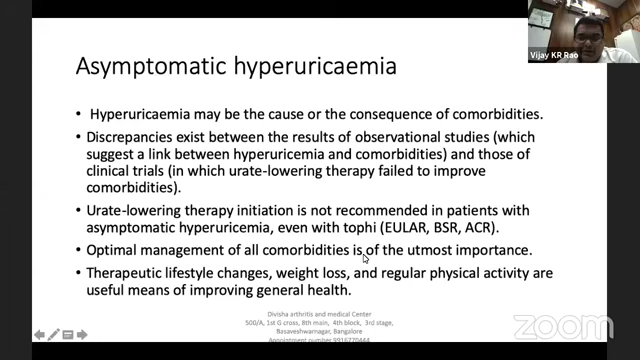 Asymptomatic hyperuricaemia
Vijay KR Rao
• Hyperuricaemia may be the cause or the consequence of comorbidities.
• Discrepancies exist between the results of observational studies (which
suggest a link between hyperuricemia and comorbidities) and those of
clinical trials (in which urate-lowering therapy failed to improve
comorbidities).
• Urate-lowering therapy initiation is not recommended in patients with
asymptomatic hyperuricemia, even with tophi (EULAR, BSR, ACR).
• Optimal management of all comorbidities is of the utmost importance.
• Therapeutic lifestyle changes, weight loss, and regular physical activity are
useful means of improving general health.
Divisha arthritis and medical Center
500/A, 1st G cross, 8th main, 4th block, 3rd stage,
Basaveshwarnagar, Bangalore
Appointment number 9916770444
zoom